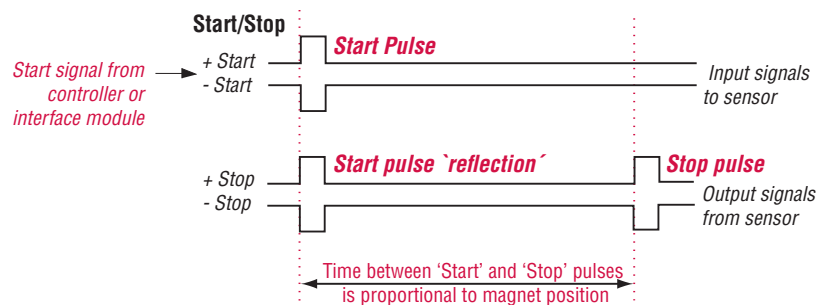 Start/Stop
Start Pulse
+ Start
- Start
Start signal from
controller or
interface module
Input signals
to sensor
Start pulse `reflection´
Stop pulse
+ Stop
- Stop
Output signals
from sensor
Time between ‘Start’ and ‘Stop’ pulses
is proportional to magnet position